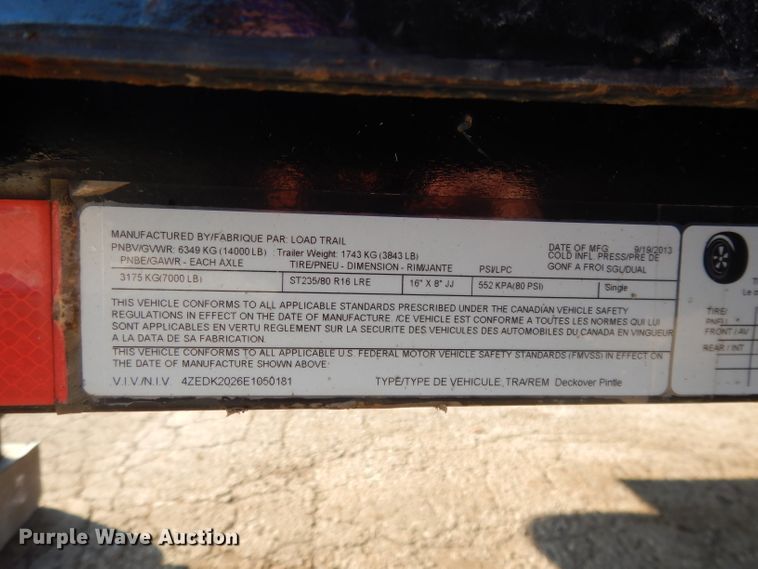 MANUFACTURED BY/FABRIQUE PAR: LOAD TRAIL
DATE OF MFG 9/19/2013
PNBV/GVWR: 6349 KG (14000 LB) Trailer Weight: 1743 KG (3843 LB)
COLD INFL PRESS/PRE DE
PNBE/GAWR - EACH AXLE TIRE/PNEU - DIMENSION - RIM/JANTE PSI/LPC GONF A FROI SGL/DUAL
3175 KG(7000 LB) ST235/80 R16 LRE 16" X 8" JJ 552 KPA(80 PSI) Single
THIS VEHICLE CONFORMS TO ALL APPLICABLE STANDARDS PRESCRIBED UNDER THE CANADIAN VEHICLE SAFETY
REGULATIONS IN EFFECT ON THE DATE OF MANUFACTURE /CE VEHICLE EST CONFORME A TOUTES LES NORMES QUI LUI
SONT APPLICABLES EN VERTU REGLEMENT SUR LA SECURITE DES VEHICULES DES AUTOMOBILES DU CANADA EN VINGUEUR
A LA DATA DE SA FABRICATION.
THIS VEHICLE CONFORMS TO ALL APPLICABLE U.S. FEDERAL MOTOR VEHICLE SAFETY STANDARDS (FMVSS) IN EFFECT ON
THE DATE OF MANUFACTURE SHOWN ABOVE:
V.I.V./N.I.V. 4ZEDK2026E1050181 TYPE/TYPE DE VEHICULE, TRA/REM Deckover Pintle
TIRE/
PNEU
FRONT / AV
REAR / INT
Purple Wave Auction